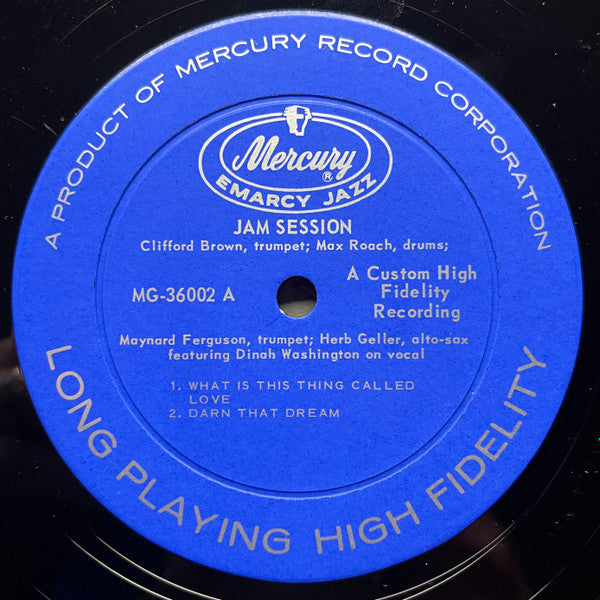 A PRODUCT OF MERCURY RECORD CORPORATION
Mercury ®
EMARCY JAZZ
JAM SESSION
Clifford Brown, trumpet; Max Roach, drums;
MG-36002 A
A Custom High
Fidelity
Recording
Maynard Ferguson, trumpet; Herb Geller, alto-sax
featuring Dinah Washington on vocal
1. WHAT IS THIS THING CALLED
LOVE
2. DARN THAT DREAM
LONG PLAYING HIGH FIDELITY